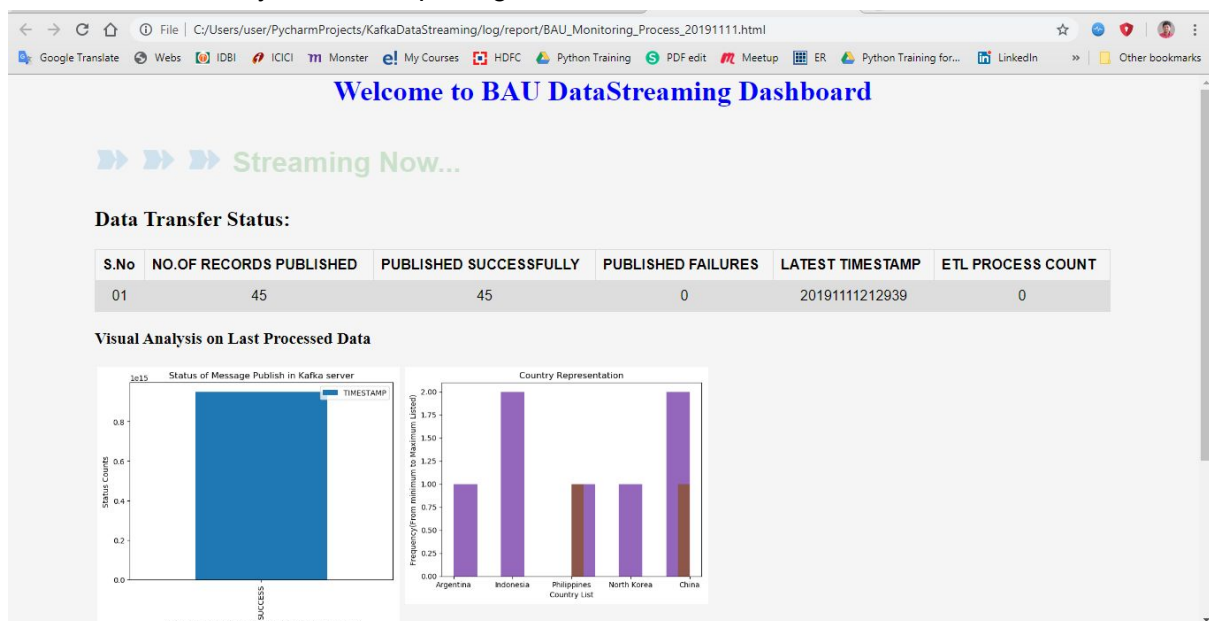 File | C:/Users/user/PycharmProjects/KafkaDataStreaming/log/report/BAU_Monitoring_Process_20191111.html
Google Translate Webs IDBI ICICI Monster My Courses HDFC Python Training PDF edit Meetup ER Python Training for... LinkedIn » Other bookmarks
Welcome to BAU DataStreaming Dashboard
Streaming Now...
Data Transfer Status:
S.No NO.OF RECORDS PUBLISHED PUBLISHED SUCCESSFULLY PUBLISHED FAILURES LATEST TIMESTAMP ETL PROCESS COUNT
01 45 45 0 20191111212939 0
Visual Analysis on Last Processed Data
1e15 Status of Message Publish in Kafka server
TIMESTAMP
0.8
0.6
0.4
0.2
0.0
Status Counts
SUCCESS
Country Representation
2.00
1.75
1.50
1.25
1.00
0.75
0.50
0.25
0.00
Frequency(From minimum to Maximum Listed)
Argentina Indonesia Philippines North Korea China
Country List